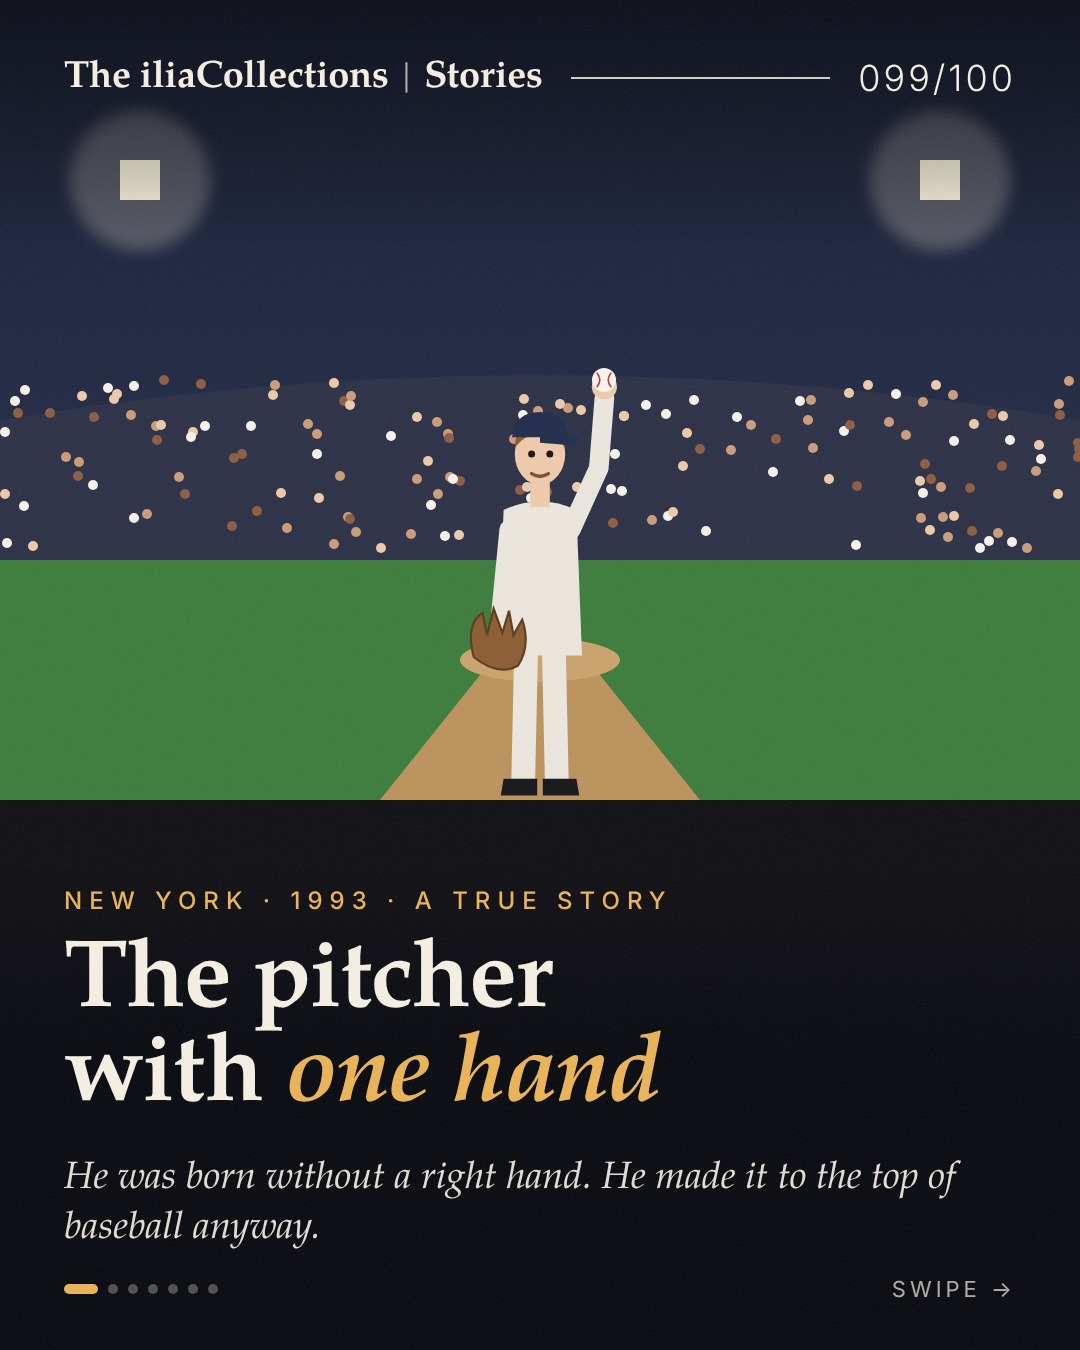 The iliaCollections | Stories 099/100
NEW YORK · 1993 · A TRUE STORY
The pitcher
with one hand
He was born without a right hand. He made it to the top of
baseball anyway.
SWIPE →